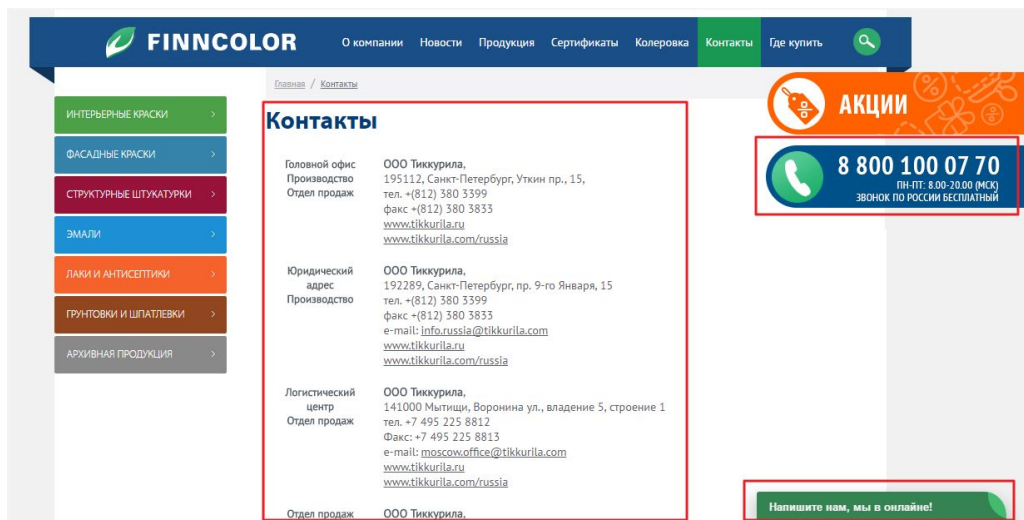 FINNCOLOR
О компании Новости Продукция Сертификаты Колеровка Контакты Где купить
Главная / Контакты
ИНТЕРЬЕРНЫЕ КРАСКИ
ФАСАДНЫЕ КРАСКИ
СТРУКТУРНЫЕ ШТУКАТУРКИ
ЭМАЛИ
ЛАКИ И АНТИСЕПТИКИ
ГРУНТОВКИ И ШПАТЛЕВКИ
АРХИВНАЯ ПРОДУКЦИЯ
Контакты
Головной офис ООО Тиккурила,
Производство 195112, Санкт-Петербург, Уткин пр., 15,
Отдел продаж тел. +(812) 380 3399
факс +(812) 380 3833
www.tikkurila.ru
www.tikkurila.com/russia
Юридический ООО Тиккурила,
адрес 192289, Санкт-Петербург, пр. 9-го Января, 15
Производство тел. +(812) 380 3399
факс +(812) 380 3833
e-mail: info.russia@tikkurila.com
www.tikkurila.ru
www.tikkurila.com/russia
Логистический ООО Тиккурила,
центр 141000 Мытищи, Воронина ул., владение 5, строение 1
Отдел продаж тел. +7 495 225 8812
Факс: +7 495 225 8813
e-mail: moscow.office@tikkurila.com
www.tikkurila.ru
www.tikkurila.com/russia
Отдел продаж ООО Тиккурила,
АКЦИИ
8 800 100 07 70
ПН-ПТ: 8.00-20.00 (МСК)
ЗВОНОК ПО РОССИИ БЕСПЛАТНЫЙ
Напишите нам, мы в онлайне!